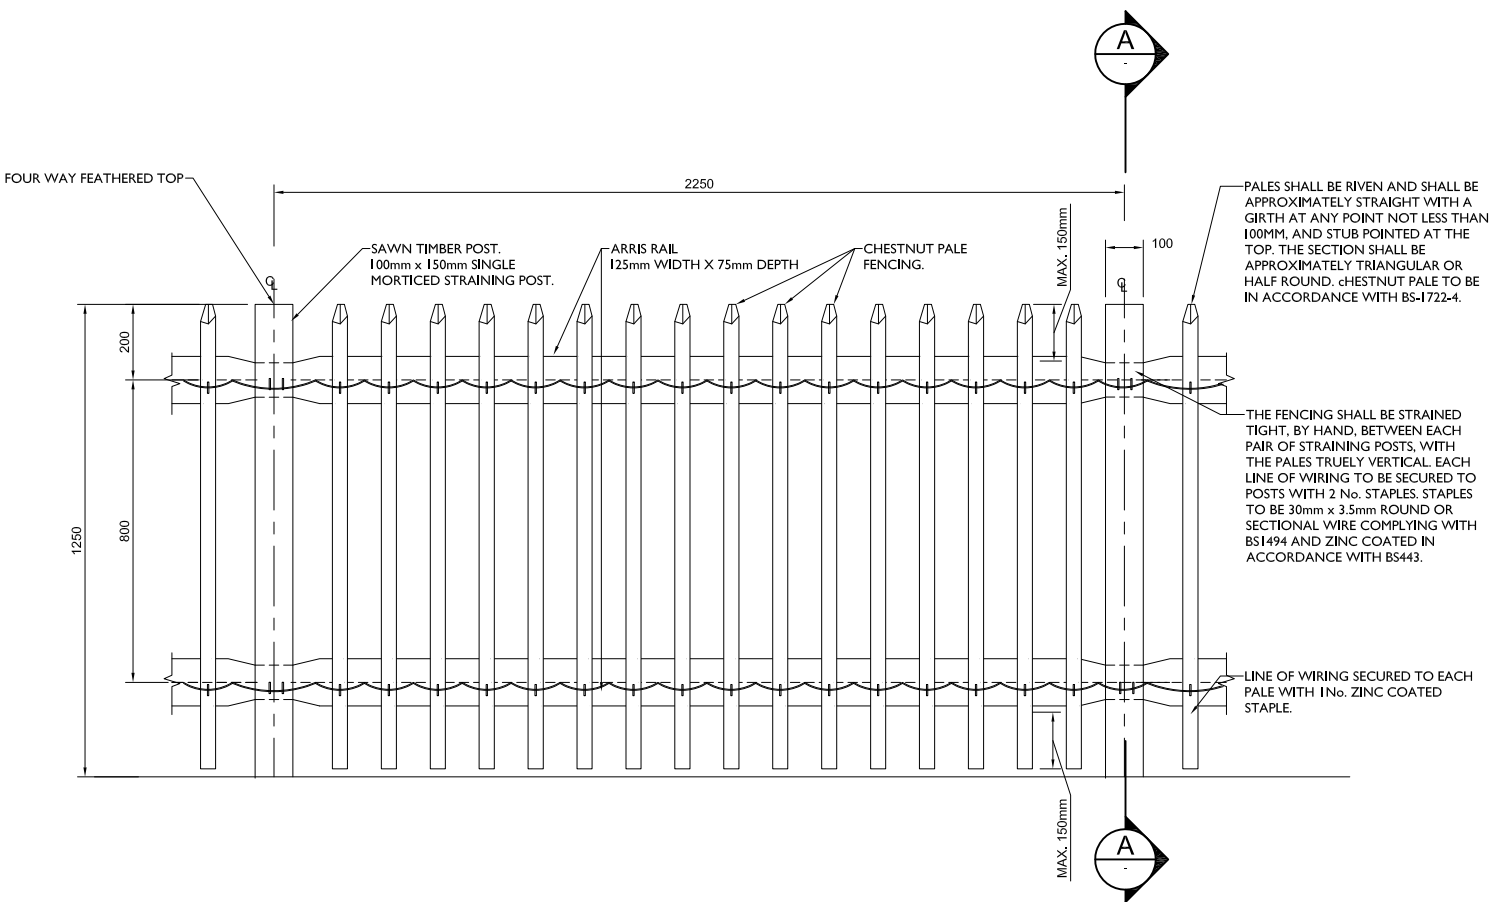 A
-
FOUR WAY FEATHERED TOP
2250
PALES SHALL BE RIVEN AND SHALL BE
APPROXIMATELY STRAIGHT WITH A
GIRTH AT ANY POINT NOT LESS THAN
100MM, AND STUB POINTED AT THE
TOP. THE SECTION SHALL BE
APPROXIMATELY TRIANGULAR OR
HALF ROUND. cHESTNUT PALE TO BE
IN ACCORDANCE WITH BS-1722-4.
MAX. 150mm
100
SAWN TIMBER POST.
100mm x 150mm SINGLE
MORTICED STRAINING POST.
ARRIS RAIL
125mm WIDTH X 75mm DEPTH
CHESTNUT PALE
FENCING.
CL
CL
200
800
1250
THE FENCING SHALL BE STRAINED
TIGHT, BY HAND, BETWEEN EACH
PAIR OF STRAINING POSTS, WITH
THE PALES TRUELY VERTICAL. EACH
LINE OF WIRING TO BE SECURED TO
POSTS WITH 2 No. STAPLES. STAPLES
TO BE 30mm x 3.5mm ROUND OR
SECTIONAL WIRE COMPLYING WITH
BS1494 AND ZINC COATED IN
ACCORDANCE WITH BS443.
LINE OF WIRING SECURED TO EACH
PALE WITH 1No. ZINC COATED
STAPLE.
MAX. 150mm
A
-